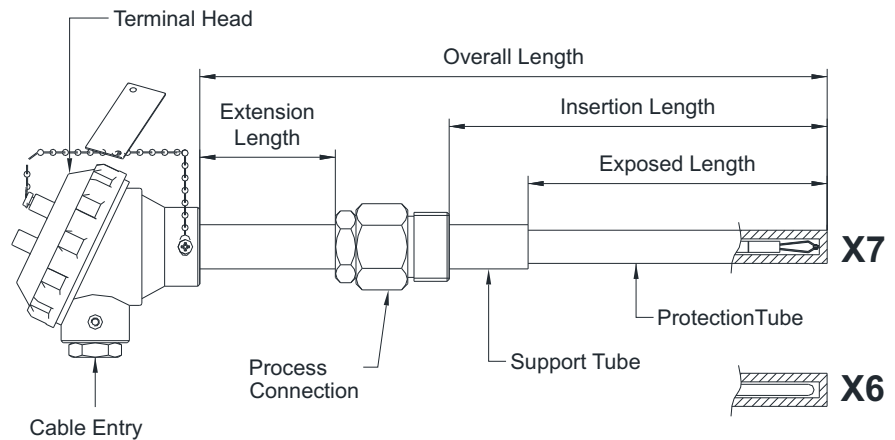 Terminal Head
Overall Length
Extension
Length
Insertion Length
Exposed Length
X7
ProtectionTube
Support Tube
Process
Connection
X6
Cable Entry